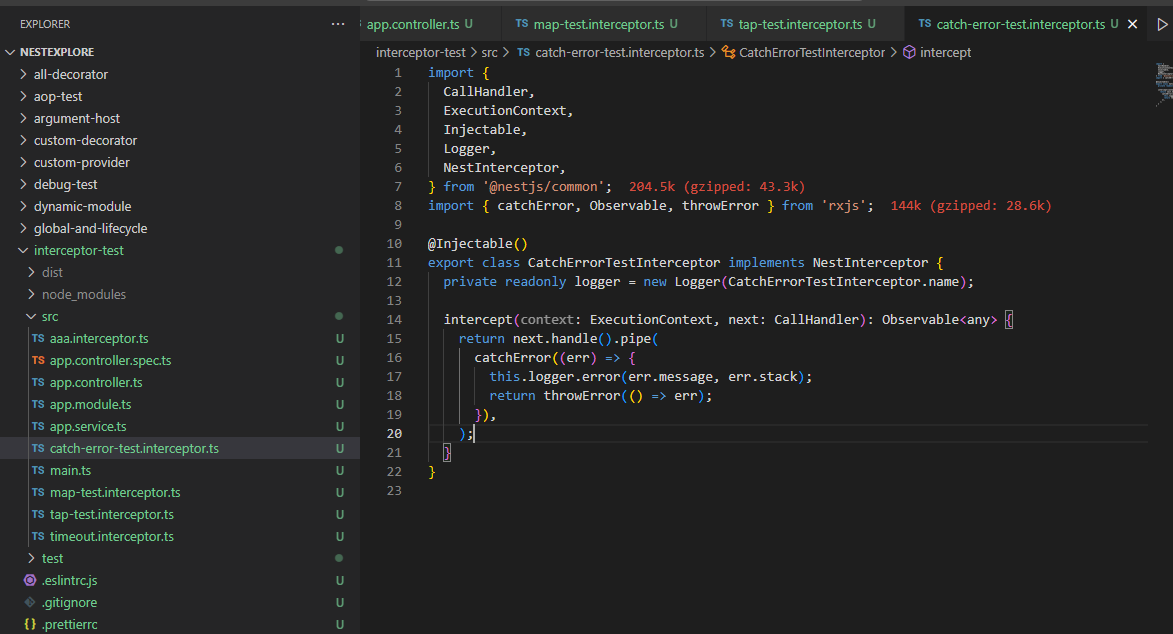 EXPLORER
NESTEXPLORE
all-decorator
aop-test
argument-host
custom-decorator
custom-provider
debug-test
dynamic-module
global-and-lifecycle
interceptor-test
dist
node_modules
src
TS aaa.interceptor.ts U
TS app.controller.spec.ts U
TS app.controller.ts U
TS app.module.ts U
TS app.service.ts U
TS catch-error-test.interceptor.ts U
TS main.ts U
TS map-test.interceptor.ts U
TS tap-test.interceptor.ts U
TS timeout.interceptor.ts U
test
.eslintrc.js U
.gitignore U
{} .prettierrc U
app.controller.ts U TS map-test.interceptor.ts U TS tap-test.interceptor.ts U TS catch-error-test.interceptor.ts U
interceptor-test > src > TS catch-error-test.interceptor.ts > CatchErrorTestInterceptor > intercept
1 import {
2 CallHandler,
3 ExecutionContext,
4 Injectable,
5 Logger,
6 NestInterceptor,
7 } from '@nestjs/common'; 204.5k (gzipped: 43.3k)
8 import { catchError, Observable, throwError } from 'rxjs'; 144k (gzipped: 28.6k)
9
10 @Injectable()
11 export class CatchErrorTestInterceptor implements NestInterceptor {
12 private readonly logger = new Logger(CatchErrorTestInterceptor.name);
13
14 intercept(context: ExecutionContext, next: CallHandler): Observable<any> {
15 return next.handle().pipe(
16 catchError((err) => {
17 this.logger.error(err.message, err.stack);
18 return throwError(() => err);
19 }),
20 );
21 }
22 }
23